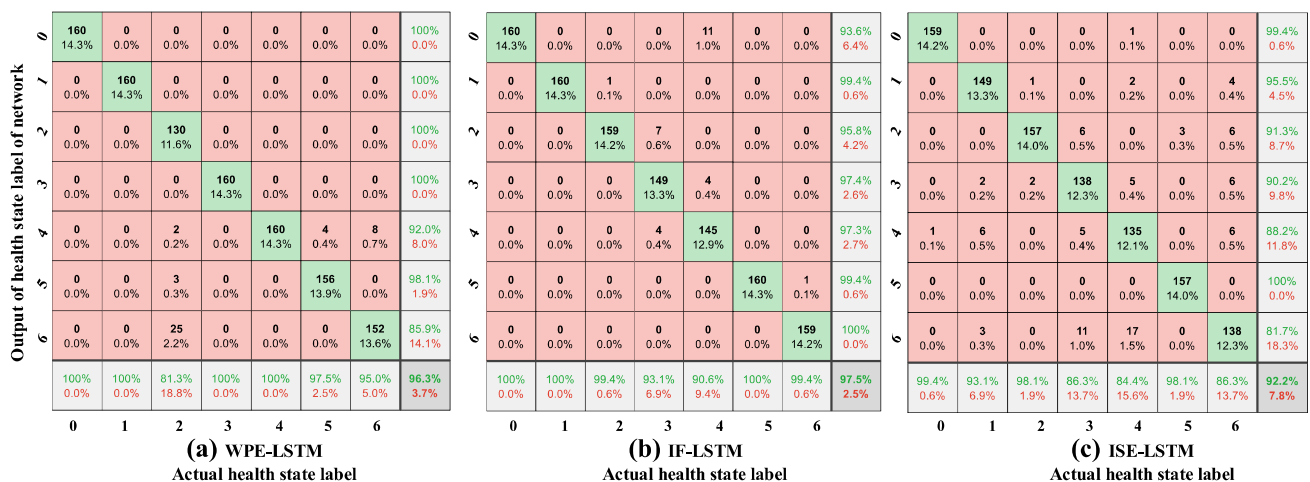 Output of health state label of network
0 160 0 0 0 0 0 0 100%
14.3% 0.0% 0.0% 0.0% 0.0% 0.0% 0.0% 0.0%
1 0 160 0 0 0 0 0 100%
0.0% 14.3% 0.0% 0.0% 0.0% 0.0% 0.0% 0.0%
2 0 0 130 0 0 0 0 100%
0.0% 0.0% 11.6% 0.0% 0.0% 0.0% 0.0% 0.0%
3 0 0 0 160 0 0 0 100%
0.0% 0.0% 0.0% 14.3% 0.0% 0.0% 0.0% 0.0%
4 0 0 2 0 160 4 8 92.0%
0.0% 0.0% 0.2% 0.0% 14.3% 0.4% 0.7% 8.0%
5 0 0 3 0 0 156 0 98.1%
0.0% 0.0% 0.3% 0.0% 0.0% 13.9% 0.0% 1.9%
6 0 0 25 0 0 0 152 85.9%
0.0% 0.0% 2.2% 0.0% 0.0% 0.0% 13.6% 14.1%
100% 100% 81.3% 100% 100% 97.5% 95.0% 96.3%
0.0% 0.0% 18.8% 0.0% 0.0% 2.5% 5.0% 3.7%
0 1 2 3 4 5 6
(a) WPE-LSTM
Actual health state label
0 160 0 0 0 11 0 0 93.6%
14.3% 0.0% 0.0% 0.0% 1.0% 0.0% 0.0% 6.4%
1 0 160 1 0 0 0 0 99.4%
0.0% 14.3% 0.1% 0.0% 0.0% 0.0% 0.0% 0.6%
2 0 0 159 7 0 0 0 95.8%
0.0% 0.0% 14.2% 0.6% 0.0% 0.0% 0.0% 4.2%
3 0 0 0 149 4 0 0 97.4%
0.0% 0.0% 0.0% 13.3% 0.4% 0.0% 0.0% 2.6%
4 0 0 0 4 145 0 0 97.3%
0.0% 0.0% 0.0% 0.4% 12.9% 0.0% 0.0% 2.7%
5 0 0 0 0 0 160 1 99.4%
0.0% 0.0% 0.0% 0.0% 0.0% 14.3% 0.1% 0.6%
6 0 0 0 0 0 0 159 100%
0.0% 0.0% 0.0% 0.0% 0.0% 0.0% 14.2% 0.0%
100% 100% 99.4% 93.1% 90.6% 100% 99.4% 97.5%
0.0% 0.0% 0.6% 6.9% 9.4% 0.0% 0.6% 2.5%
0 1 2 3 4 5 6
(b) IF-LSTM
Actual health state label
0 159 0 0 0 1 0 0 99.4%
14.2% 0.0% 0.0% 0.0% 0.1% 0.0% 0.0% 0.6%
1 0 149 1 0 2 0 4 95.5%
0.0% 13.3% 0.1% 0.0% 0.2% 0.0% 0.4% 4.5%
2 0 0 157 6 0 3 6 91.3%
0.0% 0.0% 14.0% 0.5% 0.0% 0.3% 0.5% 8.7%
3 0 2 2 138 5 0 6 90.2%
0.0% 0.2% 0.2% 12.3% 0.4% 0.0% 0.5% 9.8%
4 1 6 0 5 135 0 6 88.2%
0.1% 0.5% 0.0% 0.4% 12.1% 0.0% 0.5% 11.8%
5 0 0 0 0 0 157 0 100%
0.0% 0.0% 0.0% 0.0% 0.0% 14.0% 0.0% 0.0%
6 0 3 0 11 17 0 138 81.7%
0.0% 0.3% 0.0% 1.0% 1.5% 0.0% 12.3% 18.3%
99.4% 93.1% 98.1% 86.3% 84.4% 98.1% 86.3% 92.2%
0.6% 6.9% 1.9% 13.7% 15.6% 1.9% 13.7% 7.8%
0 1 2 3 4 5 6
(c) ISE-LSTM
Actual health state label